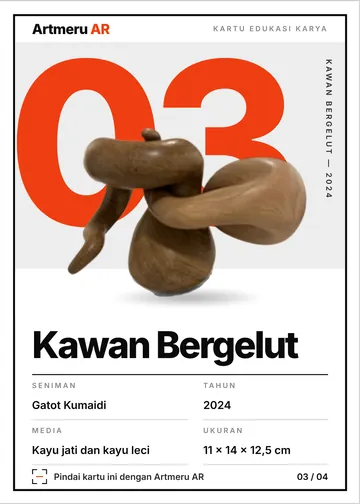 Artmeru AR
KARTU EDUKASI KARYA
03
KAWAN BERGELUT — 2024
Kawan Bergelut
SENIMAN
Gatot Kumaidi
TAHUN
2024
MEDIA
Kayu jati dan kayu leci
UKURAN
11 × 14 × 12,5 cm
Pindai kartu ini dengan Artmeru AR
03 / 04